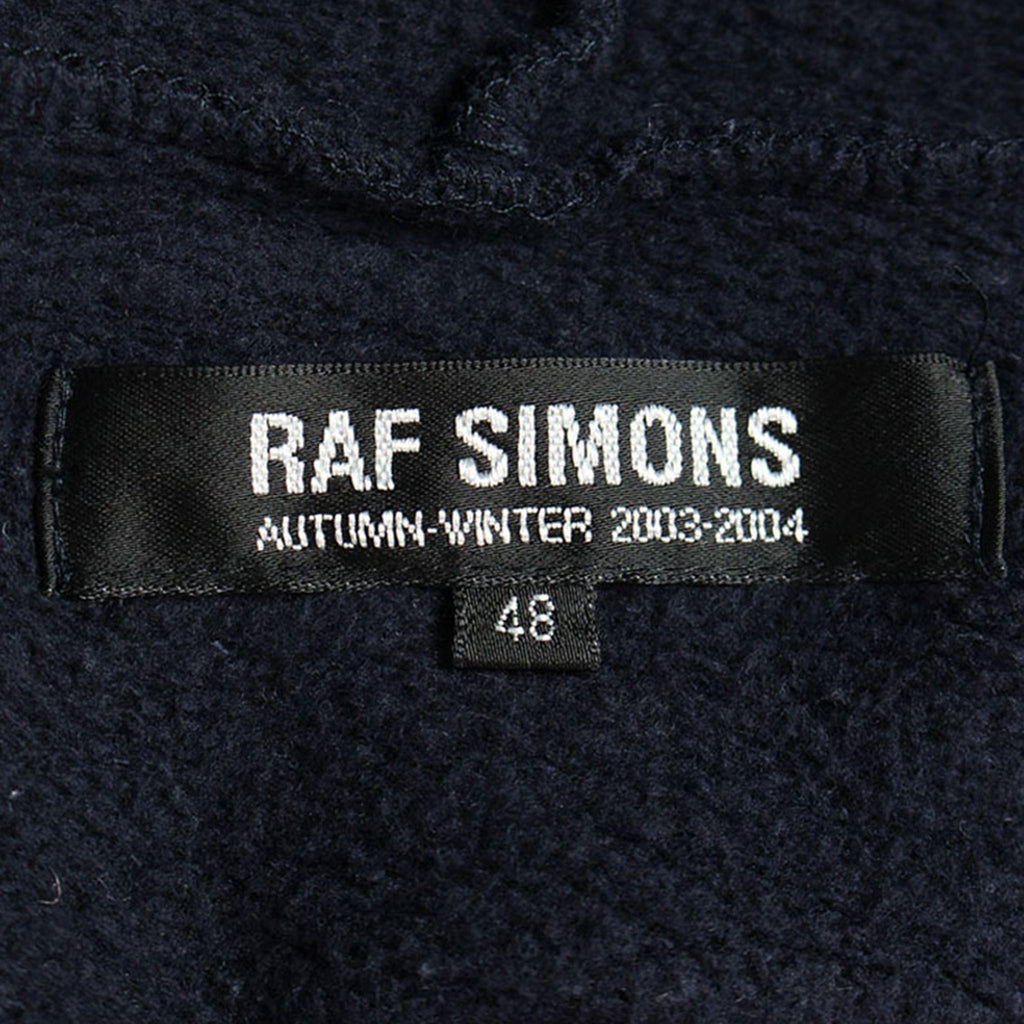 RAF SIMONS
AUTUMN-WINTER 2003-2004
48